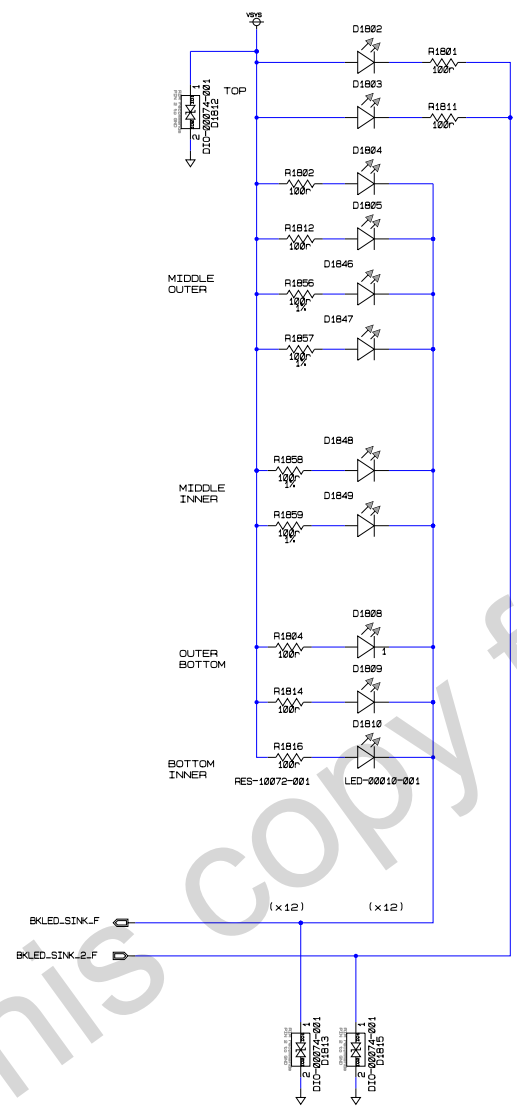 VSYS
D1802
R1801
100r
TOP
DIO-00074-001
D1812
1
2
D1803
R1811
100r
D1804
R1802
100r
D1805
R1812
100r
MIDDLE
OUTER
D1846
R1856
100r
1%
D1847
R1857
100r
1%
D1848
R1858
100r
1%
MIDDLE
INNER
D1849
R1859
100r
1%
D1808
R1804
100r
1
OUTER
BOTTOM
D1809
R1814
100r
D1810
R1816
100r
BOTTOM
INNER
RES-10072-001
LED-00010-001
(x12)
(x12)
BKLED_SINK_F
BKLED_SINK_2_F
DIO-00074-001
D1813
1
2
DIO-00074-001
D1815
1
2
his copy f